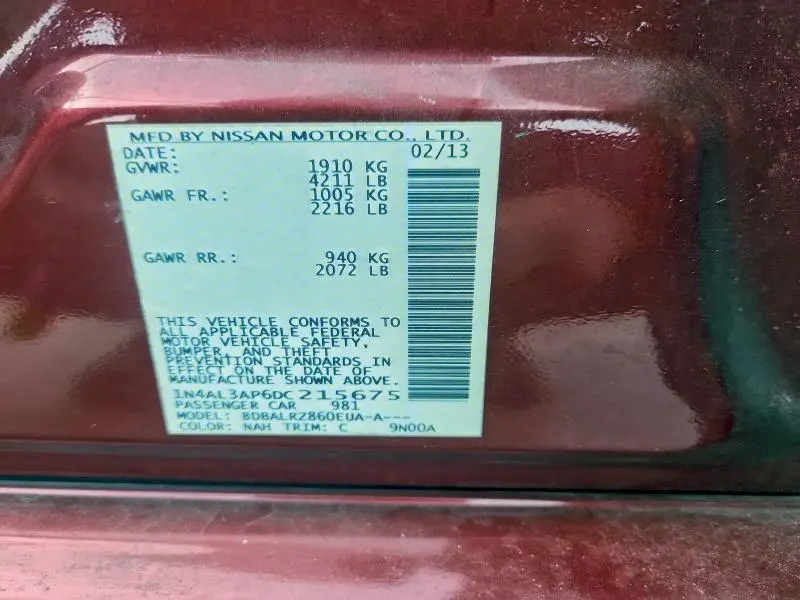 MFD BY NISSAN MOTOR CO., LTD.
DATE: 02/13
GVWR: 1910 KG
4211 LB
GAWR FR.: 1005 KG
2216 LB
GAWR RR.: 940 KG
2072 LB
THIS VEHICLE CONFORMS TO
ALL APPLICABLE FEDERAL
MOTOR VEHICLE SAFETY,
BUMPER, AND THEFT
PREVENTION STANDARDS IN
EFFECT ON THE DATE OF
MANUFACTURE SHOWN ABOVE.
1N4AL3AP6DC215675
PASSENGER CAR 981
MODEL: 8DBALRZ860EUA-A---
COLOR: NAH TRIM: C 9N00A